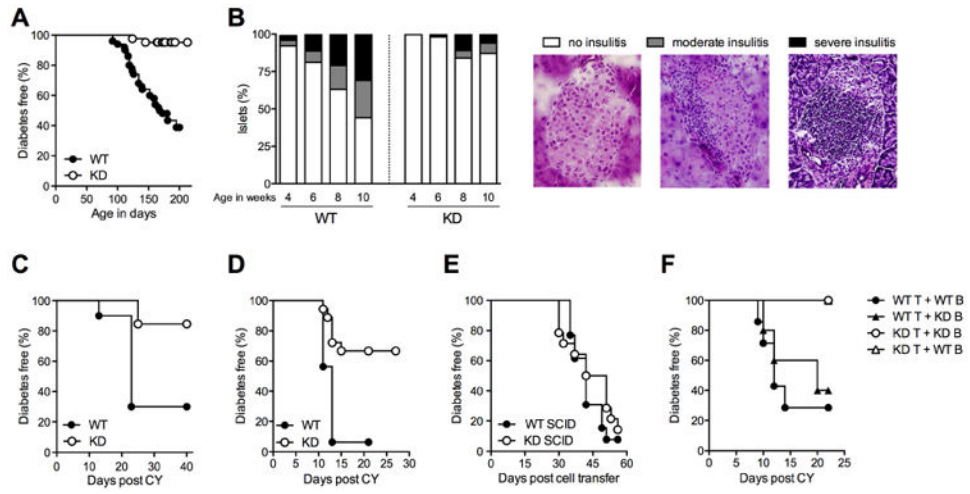 A
Diabetes free (%)
100
80
60
40
20
0
WT
KD
0 50 100 150 200
Age in days
B
Islets (%)
100
75
50
25
0
Age in weeks 4 6 8 10 4 6 8 10
WT KD
no insulitis moderate insulitis severe insulitis
C
Diabetes free (%)
100
80
60
40
20
0
WT
KD
0 10 20 30 40
Days post CY
D
Diabetes free (%)
100
80
60
40
20
0
WT
KD
0 10 20 30
Days post CY
E
Diabetes free (%)
100
80
60
40
20
0
WT SCID
KD SCID
0 15 30 45 60
Days post cell transfer
F
Diabetes free (%)
100
80
60
40
20
0
0 5 10 15 20 25
Days post CY
WT T + WT B
WT T + KD B
KD T + KD B
KD T + WT B